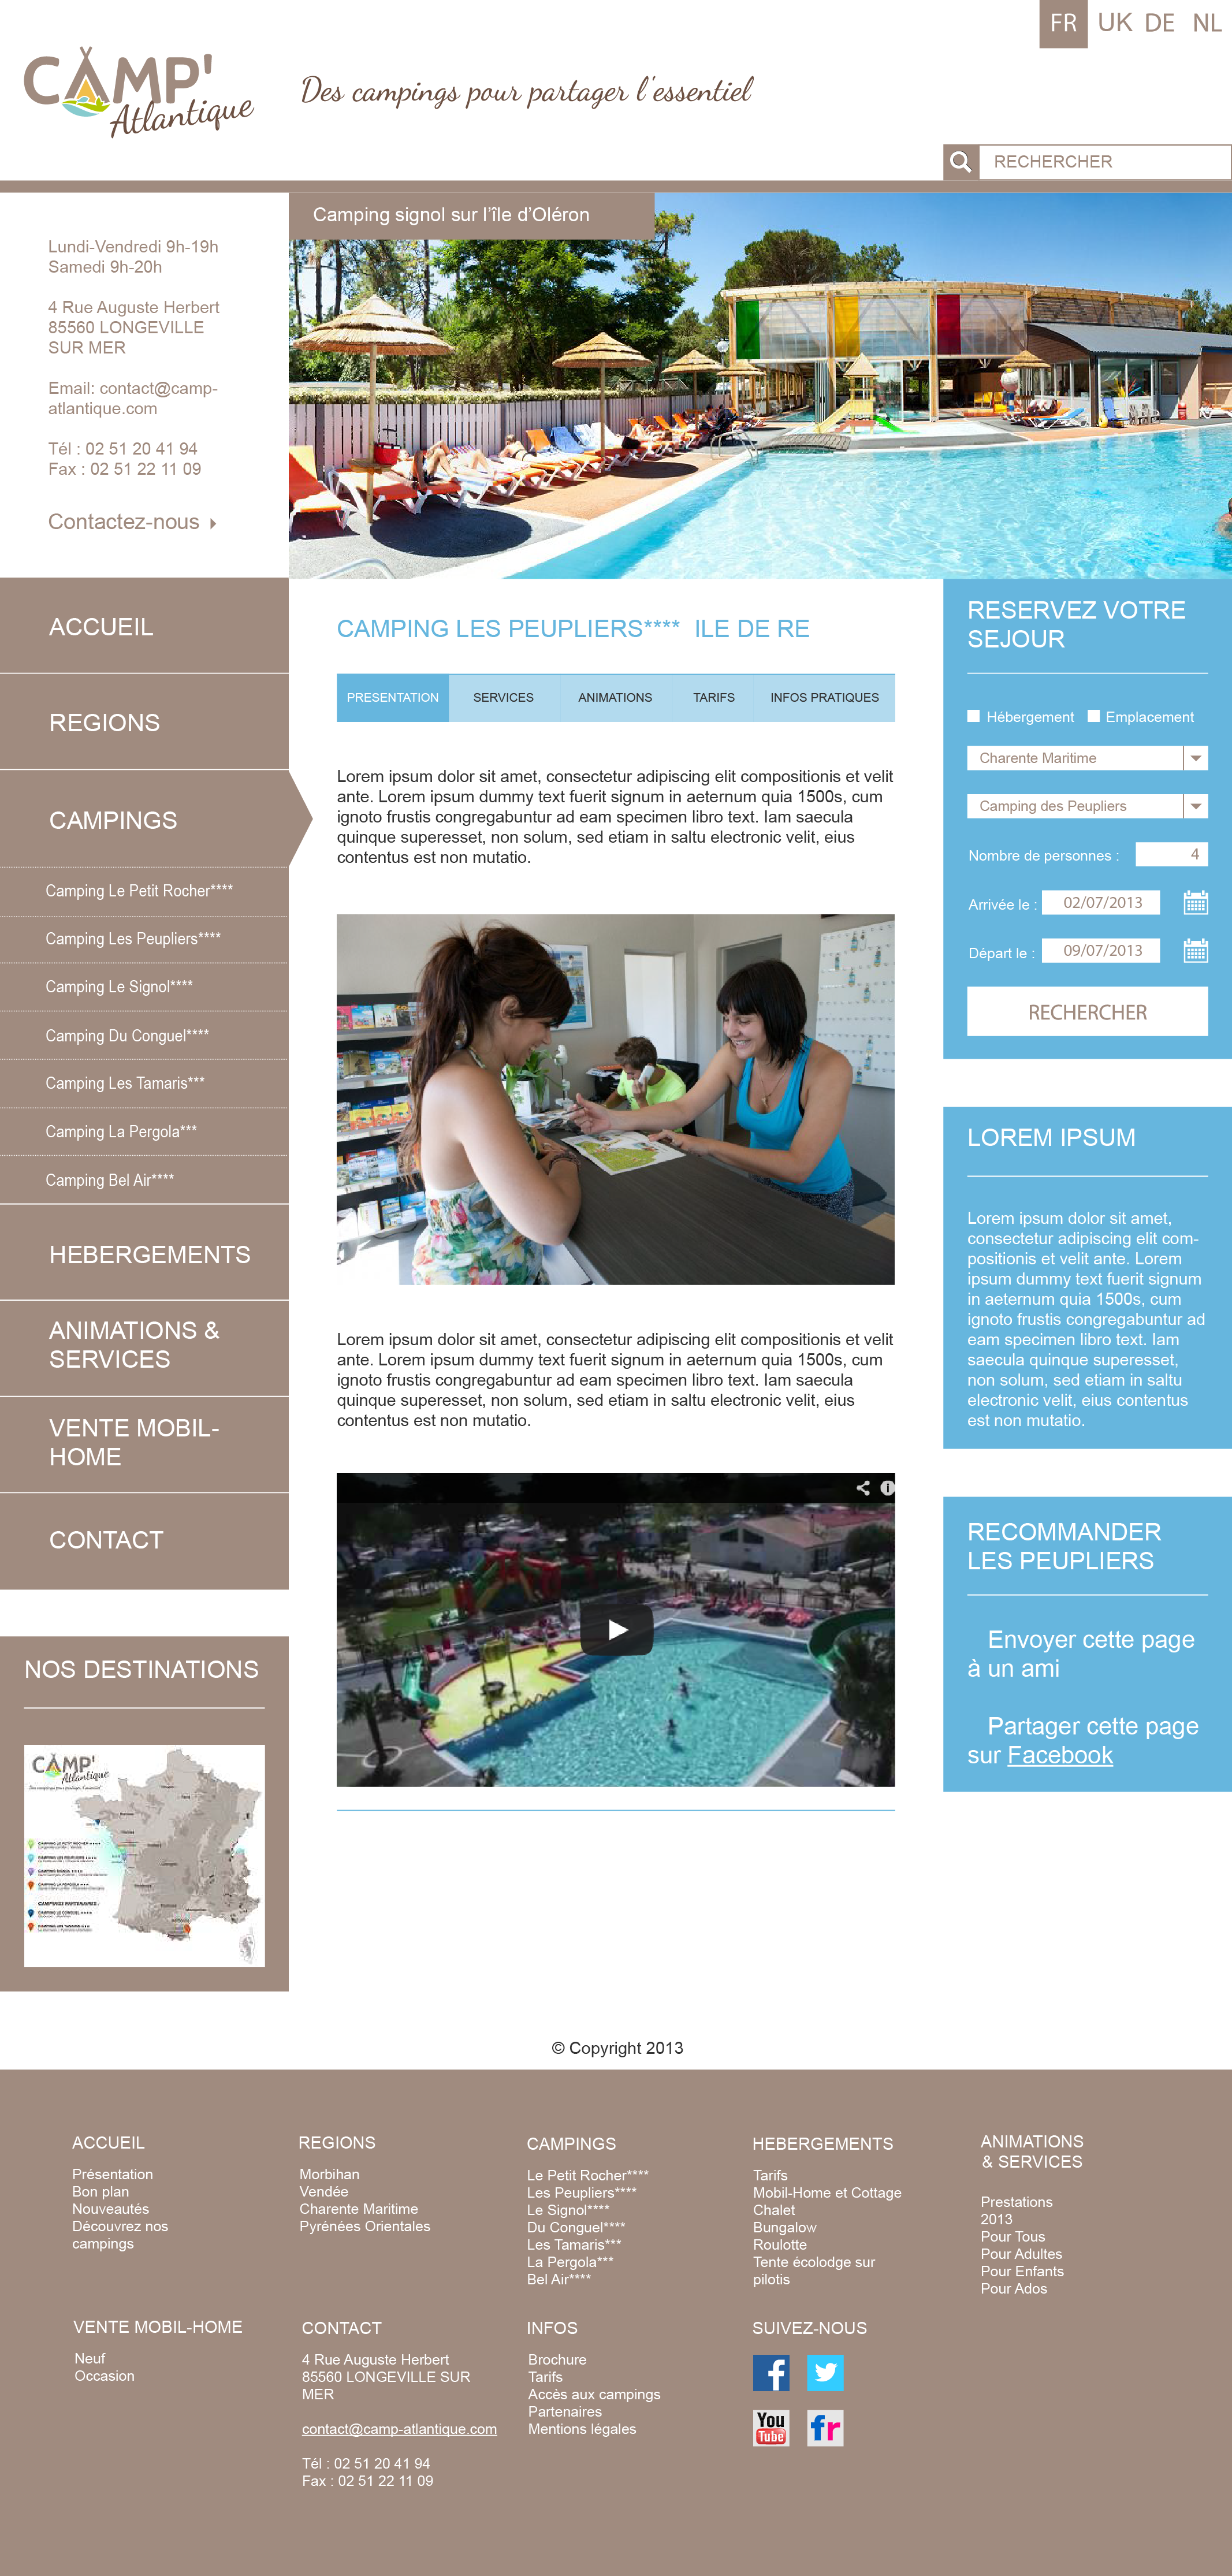 FR UK DE NL
CAMP'
Atlantique
Des campings pour partager l'essentiel
RECHERCHER
Camping signol sur l'île d'Oléron
Lundi-Vendredi 9h-19h
Samedi 9h-20h
4 Rue Auguste Herbert
85560 LONGEVILLE
SUR MER
Email: contact@camp-
atlantique.com
Tél : 02 51 20 41 94
Fax : 02 51 22 11 09
Contactez-nous
ACCUEIL
REGIONS
CAMPINGS
Camping Le Petit Rocher****
Camping Les Peupliers****
Camping Le Signol****
Camping Du Conguel****
Camping Les Tamaris***
Camping La Pergola***
Camping Bel Air****
HEBERGEMENTS
ANIMATIONS &
SERVICES
VENTE MOBIL-
HOME
CONTACT
NOS DESTINATIONS
CAMP'
Atlantique
CAMPING LES PEUPLIERS**** ILE DE RE
PRESENTATION SERVICES ANIMATIONS TARIFS INFOS PRATIQUES
Lorem ipsum dolor sit amet, consectetur adipiscing elit compositionis et velit
ante. Lorem ipsum dummy text fuerit signum in aeternum quia 1500s, cum
ignoto frustis congregabuntur ad eam specimen libro text. Iam saecula
quinque superesset, non solum, sed etiam in saltu electronic velit, eius
contentus est non mutatio.
Lorem ipsum dolor sit amet, consectetur adipiscing elit compositionis et velit
ante. Lorem ipsum dummy text fuerit signum in aeternum quia 1500s, cum
ignoto frustis congregabuntur ad eam specimen libro text. Iam saecula
quinque superesset, non solum, sed etiam in saltu electronic velit, eius
contentus est non mutatio.
RESERVEZ VOTRE
SEJOUR
Hébergement Emplacement
Charente Maritime
Camping des Peupliers
Nombre de personnes : 4
Arrivée le : 02/07/2013
Départ le : 09/07/2013
RECHERCHER
LOREM IPSUM
Lorem ipsum dolor sit amet,
consectetur adipiscing elit com-
positionis et velit ante. Lorem
ipsum dummy text fuerit signum
in aeternum quia 1500s, cum
ignoto frustis congregabuntur ad
eam specimen libro text. Iam
saecula quinque superesset,
non solum, sed etiam in saltu
electronic velit, eius contentus
est non mutatio.
RECOMMANDER
LES PEUPLIERS
Envoyer cette page
à un ami
Partager cette page
sur Facebook
© Copyright 2013
ACCUEIL
Présentation
Bon plan
Nouveautés
Découvrez nos
campings
REGIONS
Morbihan
Vendée
Charente Maritime
Pyrénées Orientales
CAMPINGS
Le Petit Rocher****
Les Peupliers****
Le Signol****
Du Conguel****
Les Tamaris***
La Pergola***
Bel Air****
HEBERGEMENTS
Tarifs
Mobil-Home et Cottage
Chalet
Bungalow
Roulotte
Tente écolodge sur
pilotis
ANIMATIONS
& SERVICES
Prestations
2013
Pour Tous
Pour Adultes
Pour Enfants
Pour Ados
VENTE MOBIL-HOME
Neuf
Occasion
CONTACT
4 Rue Auguste Herbert
85560 LONGEVILLE SUR
MER
contact@camp-atlantique.com
Tél : 02 51 20 41 94
Fax : 02 51 22 11 09
INFOS
Brochure
Tarifs
Accès aux campings
Partenaires
Mentions légales
SUIVEZ-NOUS
f
You
Tube
fr